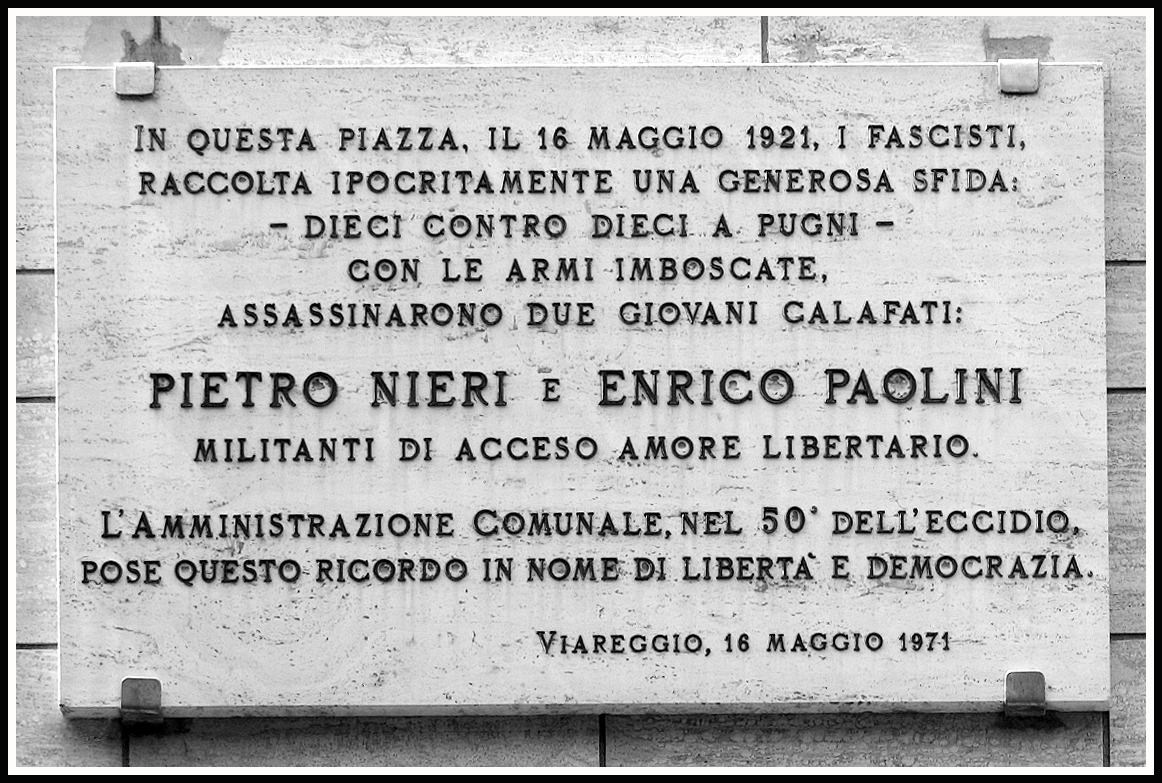 In questa piazza, il 16 maggio 1921, i fascisti,
raccolta ipocritamente una generosa sfida:
– dieci contro dieci a pugni –
con le armi imboscate,
assassinarono due giovani calafati:
PIETRO NIERI E ENRICO PAOLINI
militanti di acceso amore libertario.
L'Amministrazione Comunale, nel 50° dell'eccidio,
pose questo ricordo in nome di libertà e democrazia.
Viareggio, 16 maggio 1971